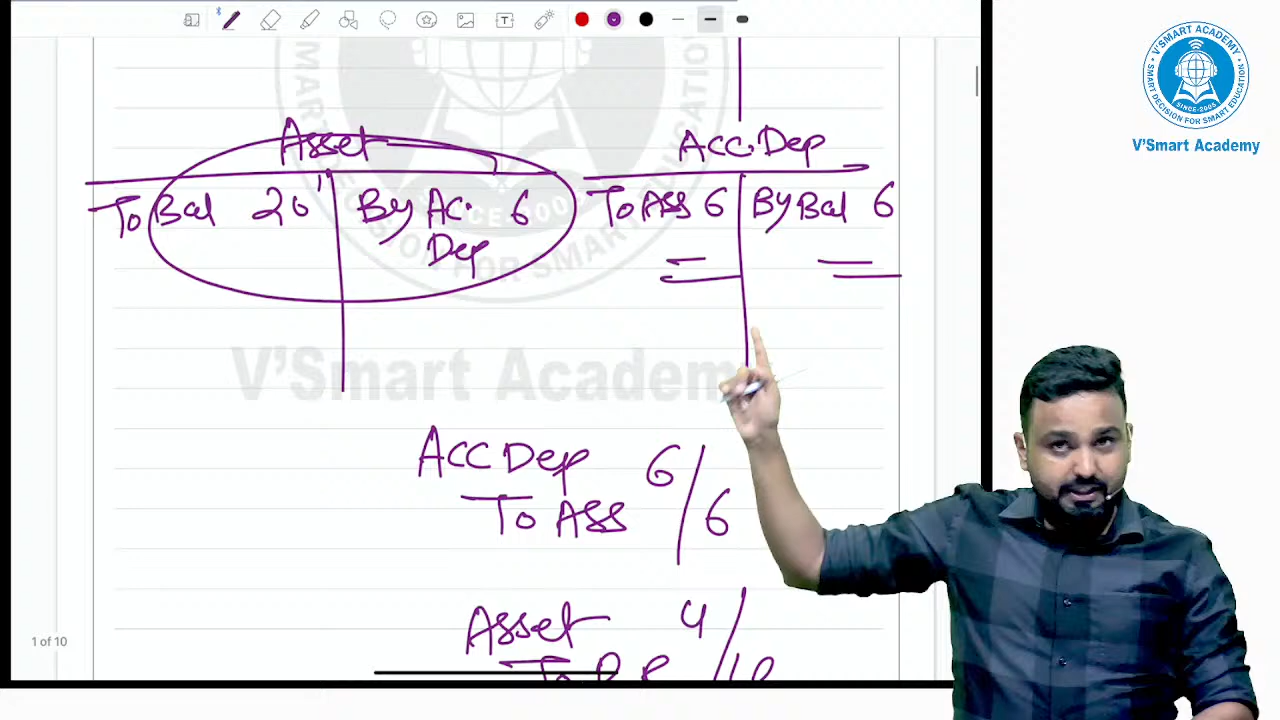 Asset
To Bal 20
By Ac. 6
Dep
Acc. Dep
To ASS 6
By Bal 6
V'Smart Academy
Acc Dep 6
To ASS 6
Asset 4
1 of 10
V'SMART ACADEMY
SMART DECISION FOR SMART EDUCATION
SINCE-2005
V'Smart Academy